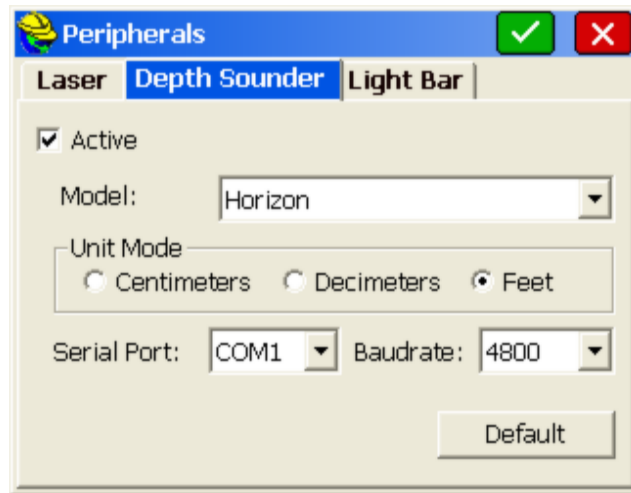 Peripherals
Laser Depth Sounder Light Bar
Active
Model: Horizon
Unit Mode
Centimeters Decimeters Feet
Serial Port: COM1 Baudrate: 4800
Default